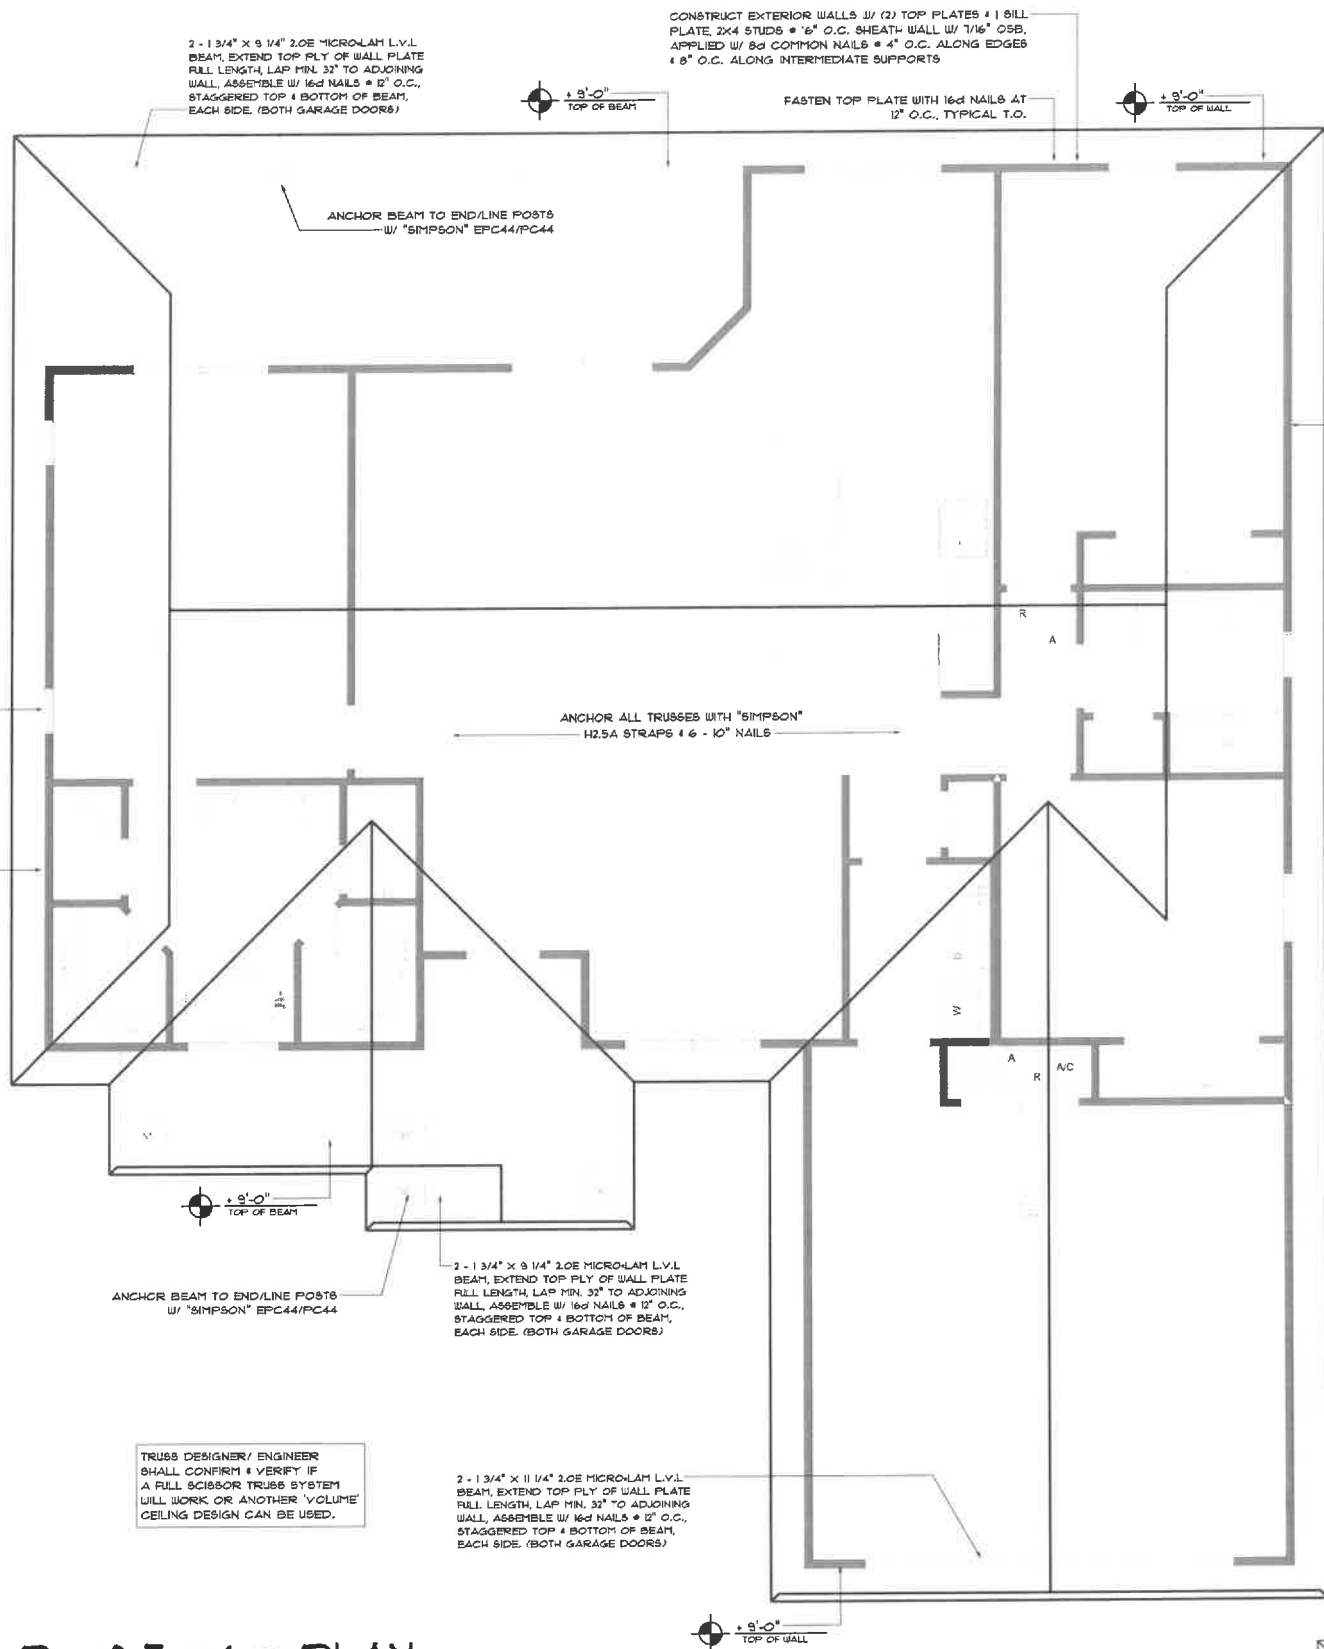 CONSTRUCT EXTERIOR WALLS W/ (2) TOP PLATES & 1 SILL
PLATE, 2X4 STUDS @ 16" O.C. SHEATH WALL W/ 7/16" OSB,
APPLIED W/ 8d COMMON NAILS @ 4" O.C. ALONG EDGES
& 8" O.C. ALONG INTERMEDIATE SUPPORTS
2 - 1 3/4" X 9 1/4" 2.0E MICRO-LAM L.V.L
BEAM, EXTEND TOP PLY OF WALL PLATE
FULL LENGTH, LAP MIN. 32" TO ADJOINING
WALL, ASSEMBLE W/ 16d NAILS @ 12" O.C.,
STAGGERED TOP & BOTTOM OF BEAM,
EACH SIDE. (BOTH GARAGE DOORS)
+ 9'-0"
TOP OF BEAM
FASTEN TOP PLATE WITH 16d NAILS AT
12" O.C., TYPICAL T.O.
+ 9'-0"
TOP OF WALL
ANCHOR BEAM TO END/LINE POSTS
W/ "SIMPSON" EPC44/PC44
R
A
ANCHOR ALL TRUSSES WITH "SIMPSON"
H2.5A STRAPS & 6 - 10" NAILS
D
W
A
R
A/C
+ 9'-0"
TOP OF BEAM
ANCHOR BEAM TO END/LINE POSTS
W/ "SIMPSON" EPC44/PC44
2 - 1 3/4" X 9 1/4" 2.0E MICRO-LAM L.V.L
BEAM, EXTEND TOP PLY OF WALL PLATE
FULL LENGTH, LAP MIN. 32" TO ADJOINING
WALL, ASSEMBLE W/ 16d NAILS @ 12" O.C.,
STAGGERED TOP & BOTTOM OF BEAM,
EACH SIDE. (BOTH GARAGE DOORS)
TRUSS DESIGNER/ ENGINEER
SHALL CONFIRM & VERIFY IF
A FULL SCISSOR TRUSS SYSTEM
WILL WORK OR ANOTHER 'VOLUME'
CEILING DESIGN CAN BE USED.
2 - 1 3/4" X 11 1/4" 2.0E MICRO-LAM L.V.L
BEAM, EXTEND TOP PLY OF WALL PLATE
FULL LENGTH, LAP MIN. 32" TO ADJOINING
WALL, ASSEMBLE W/ 16d NAILS @ 12" O.C.,
STAGGERED TOP & BOTTOM OF BEAM,
EACH SIDE. (BOTH GARAGE DOORS)
+ 9'-0"
TOP OF WALL
PLAN